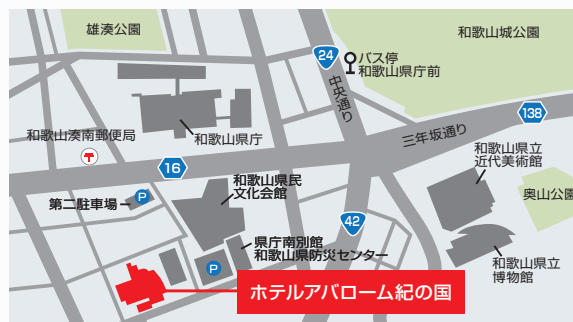 雄湊公園
和歌山城公園
24
バス停
和歌山県庁前
中央通り
138
三年坂通り
和歌山湊南郵便局
和歌山県庁
和歌山県立
近代美術館
16
和歌山県民
文化会館
奥山公園
P
第二駐車場
42
県庁南別館
和歌山県防災センター
P
和歌山県立
博物館
ホテルアバローム紀の国